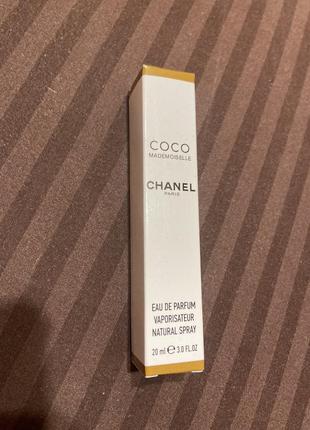 COCO
MADEMOISELLE
CHANEL
PARIS
EAU DE PARFUM
VAPORISATEUR
NATURAL SPRAY
20 ml ℮ 3.0 FL.OZ